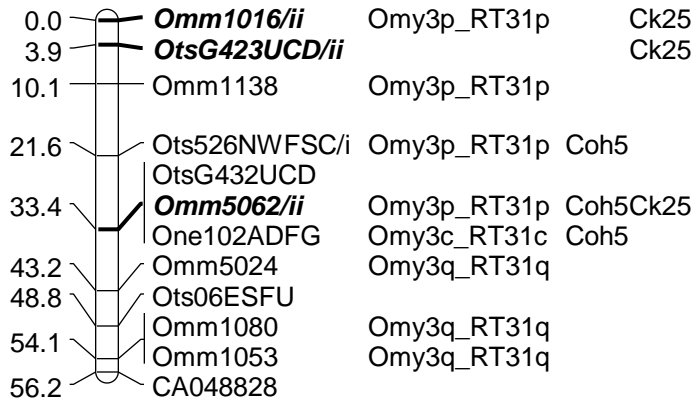 0.0 Omm1016/ii Omy3p_RT31p Ck25
3.9 OtsG423UCD/ii Ck25
10.1 Omm1138 Omy3p_RT31p
21.6 Ots526NWFSC/i Omy3p_RT31p Coh5
OtsG432UCD
33.4 Omm5062/ii Omy3p_RT31p Coh5Ck25
One102ADFG Omy3c_RT31c Coh5
43.2 Omm5024 Omy3q_RT31q
48.8 Ots06ESFU
54.1 Omm1080 Omy3q_RT31q
Omm1053 Omy3q_RT31q
56.2 CA048828